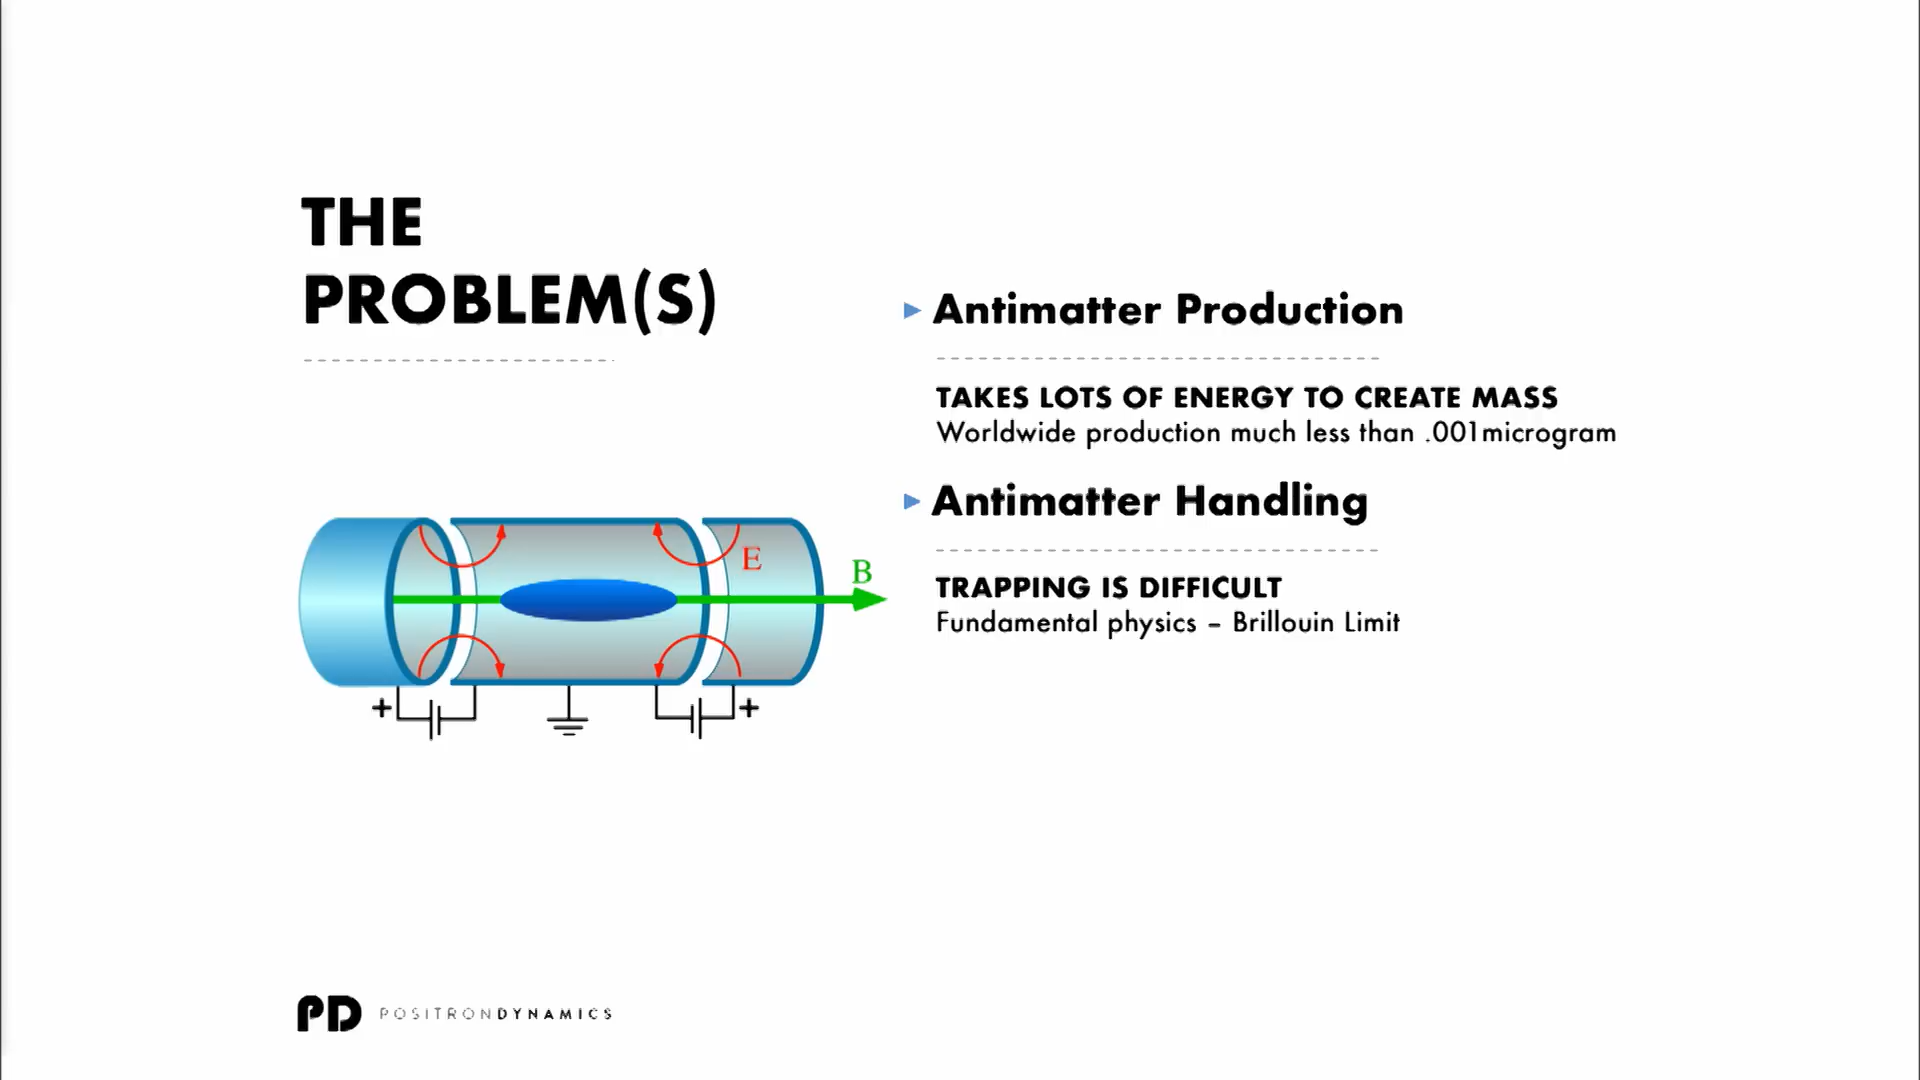 THE
PROBLEM(S)
Antimatter Production
TAKES LOTS OF ENERGY TO CREATE MASS
Worldwide production much less than .001microgram
Antimatter Handling
TRAPPING IS DIFFICULT
Fundamental physics – Brillouin Limit
E
B
+
+
PD POSITRONDYNAMICS